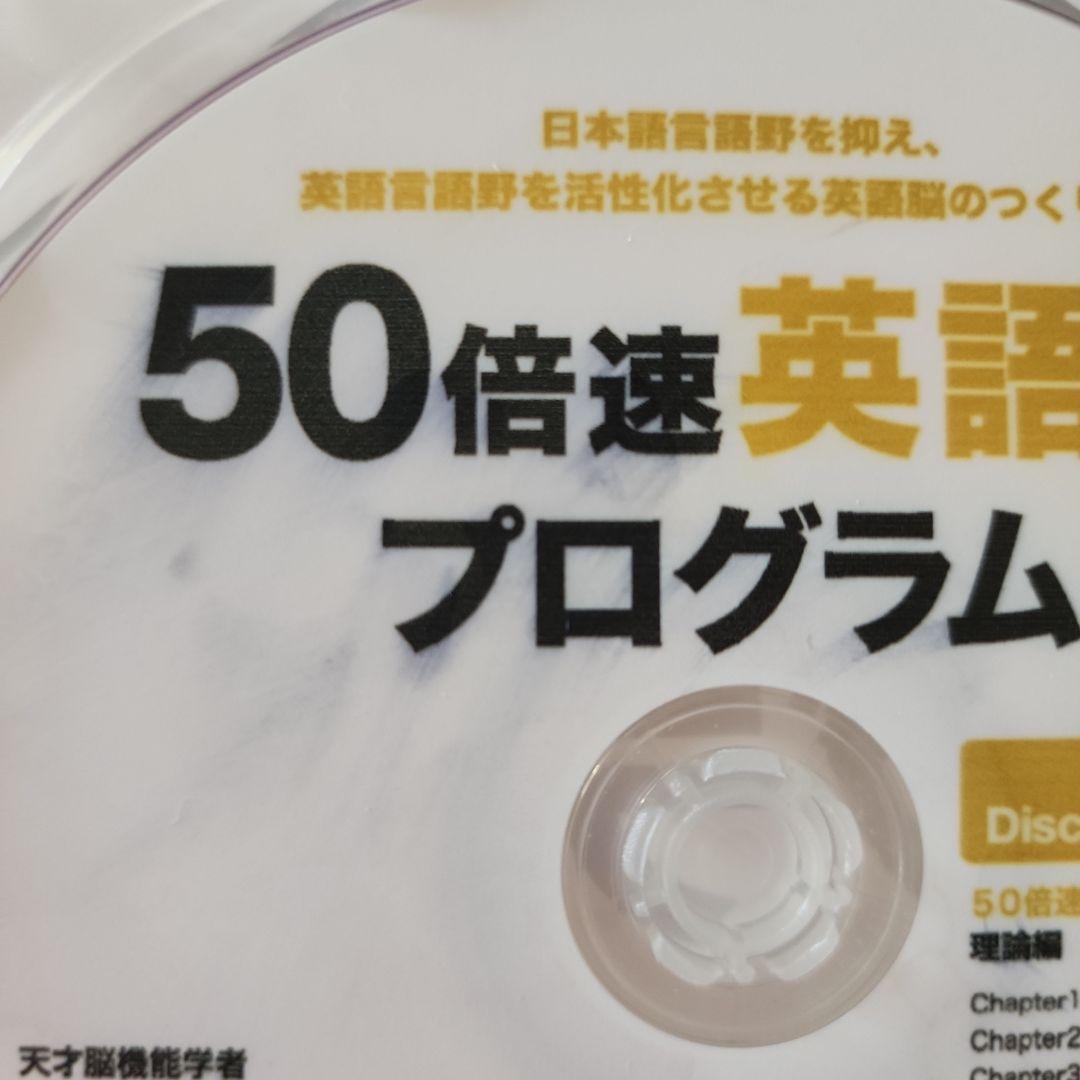 日本語言語野を抑え、
英語言語野を活性化させる英語脳のつくり
50倍速英語
プログラム
Disc
50倍速
理論編
Chapter1
Chapter2
Chapter3
天才脳機能学者